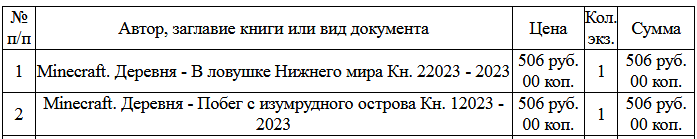 № п/п Автор, заглавие книги или вид документа Цена Кол. экз. Сумма
1 Minecraft. Деревня - В ловушке Нижнего мира Кн. 22023 - 2023 506 руб. 00 коп. 1 506 руб. 00 коп.
2 Minecraft. Деревня - Побег с изумрудного острова Кн. 12023 - 2023 506 руб. 00 коп. 1 506 руб. 00 коп.